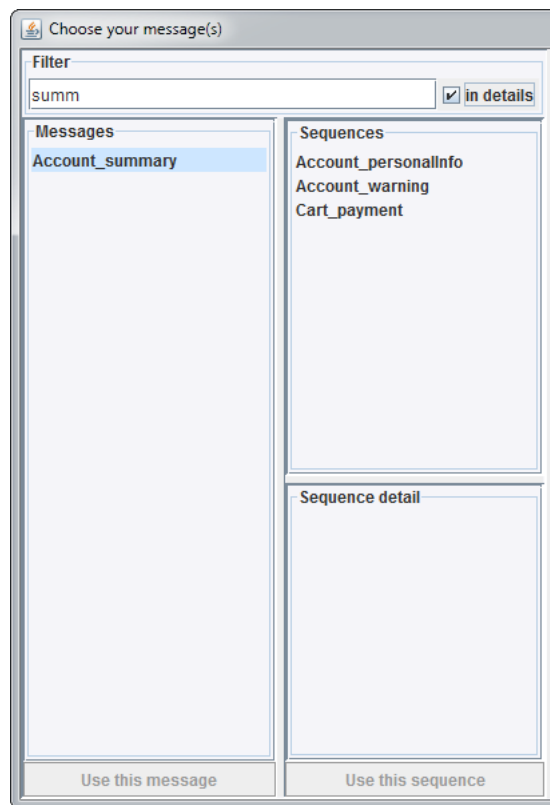 Choose your message(s)
Filter
summ
in details
Messages
Account_summary
Sequences
Account_personalInfo
Account_warning
Cart_payment
Sequence detail
Use this message
Use this sequence